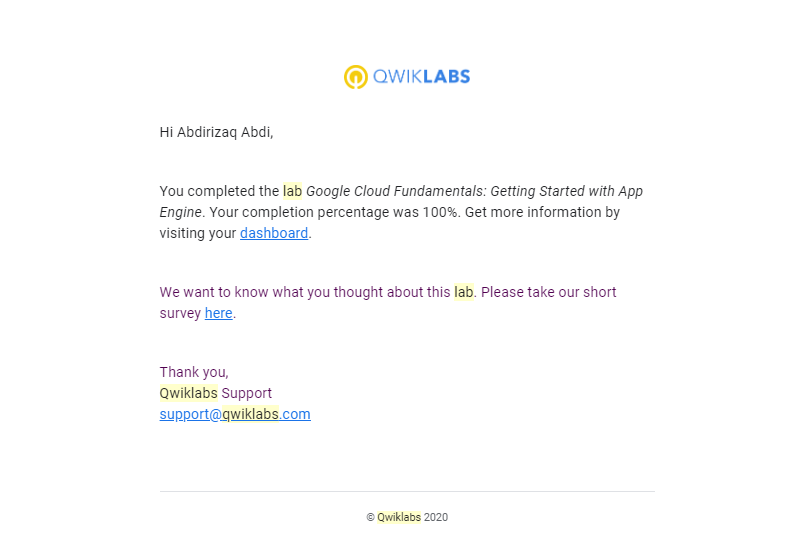 QWIKLABS
Hi Abdirizaq Abdi,
You completed the lab Google Cloud Fundamentals: Getting Started with App
Engine. Your completion percentage was 100%. Get more information by
visiting your dashboard.
We want to know what you thought about this lab. Please take our short
survey here.
Thank you,
Qwiklabs Support
support@qwiklabs.com
© Qwiklabs 2020